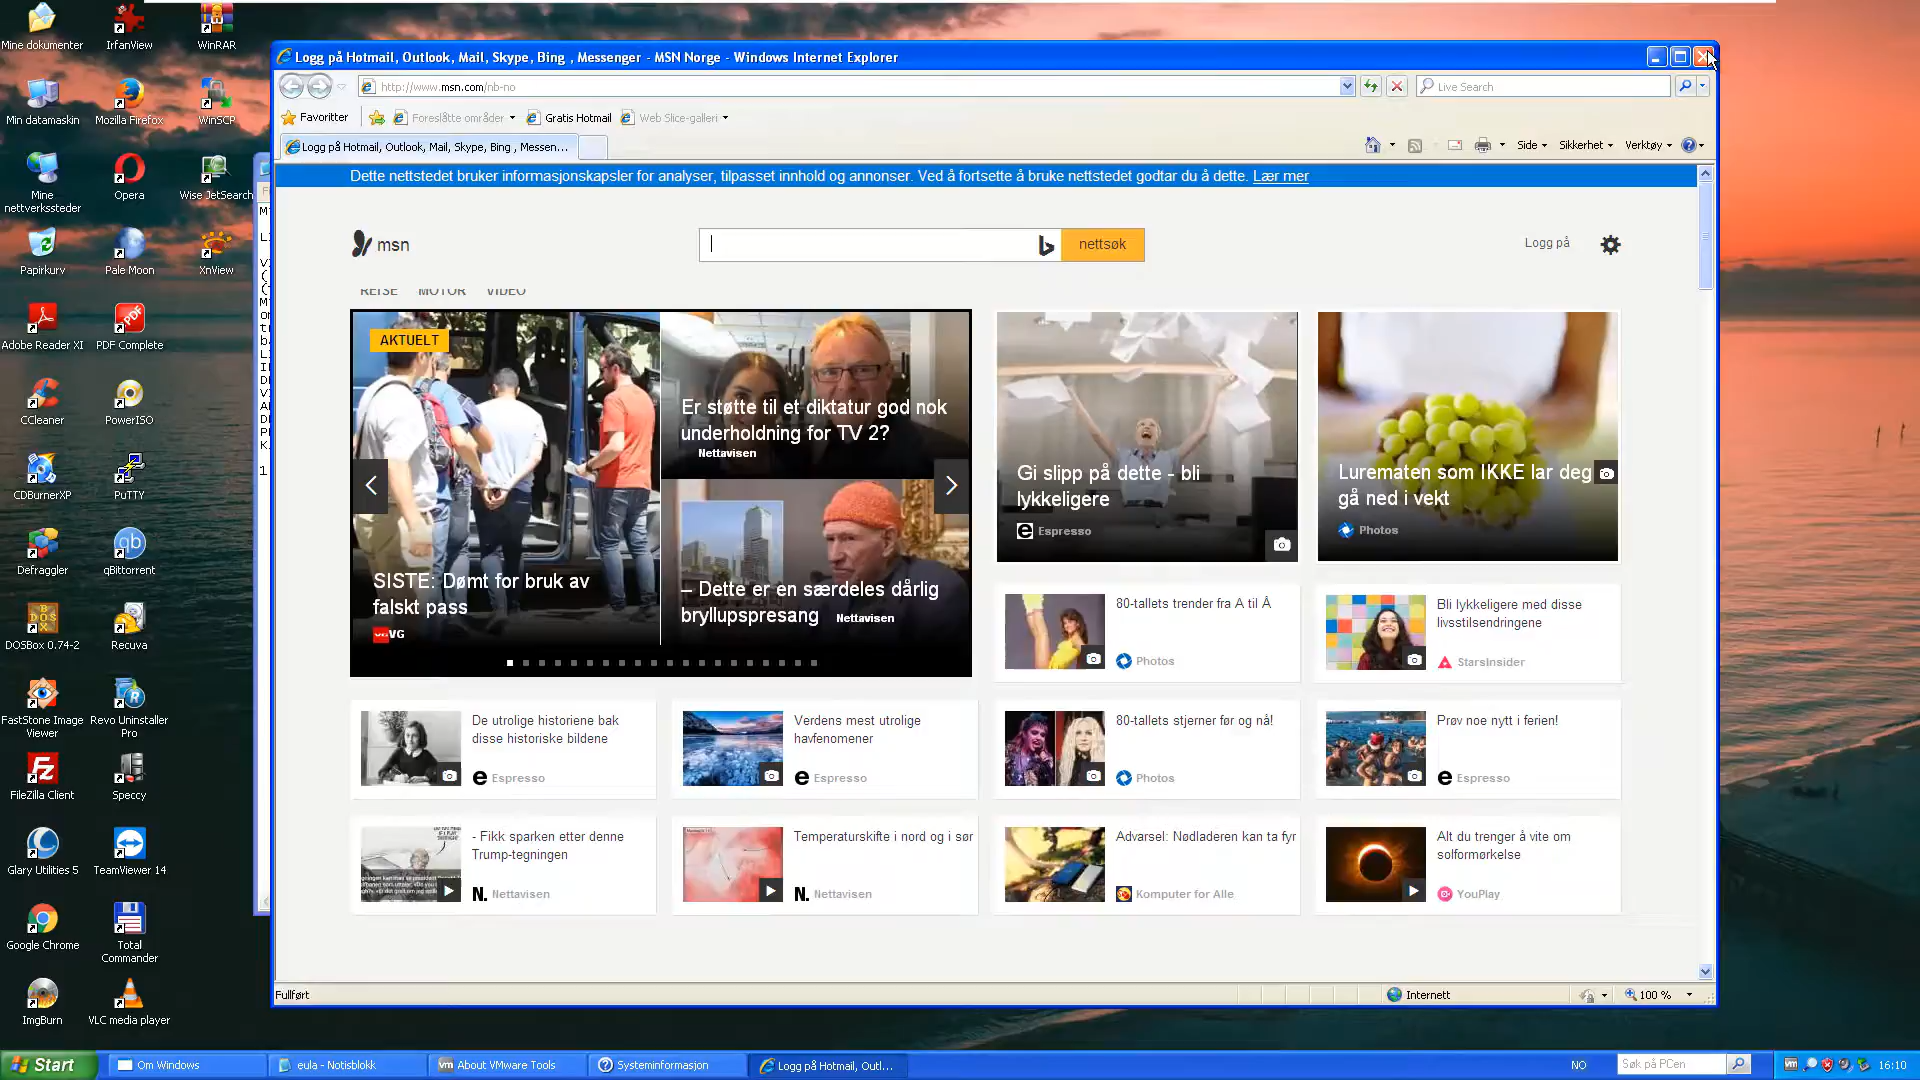 Mine dokumenter
IrfanView
WinRAR
Min datamaskin
Mozilla Firefox
WinSCP
Mine nettverkssteder
Opera
Wise JetSearch
Papirkurv
Pale Moon
XnView
Adobe Reader XI
PDF Complete
CCleaner
PowerISO
CDBurnerXP
PuTTY
Defraggler
qBittorrent
DOSBox 0.74-2
Recuva
FastStone Image Viewer
Revo Uninstaller Pro
FileZilla Client
Speccy
Glary Utilities 5
TeamViewer 14
Google Chrome
Total Commander
ImgBurn
VLC media player
Logg på Hotmail, Outlook, Mail, Skype, Bing , Messenger - MSN Norge - Windows Internet Explorer
http://www.msn.com/nb-no
Live Search
Favoritter
Foreslåtte områder
Gratis Hotmail
Web Slice-galleri
Logg på Hotmail, Outlook, Mail, Skype, Bing , Messen...
Side
Sikkerhet
Verktøy
Dette nettstedet bruker informasjonskapsler for analyser, tilpasset innhold og annonser. Ved å fortsette å bruke nettstedet godtar du å dette. Lær mer
msn
nettsøk
Logg på
REISE MOTOR VIDEO
AKTUELT
SISTE: Dømt for bruk av
falskt pass
VG
Er støtte til et diktatur god nok
underholdning for TV 2?
Nettavisen
– Dette er en særdeles dårlig
bryllupspresang Nettavisen
Gi slipp på dette - bli
lykkeligere
Espresso
Lurematen som IKKE lar deg
gå ned i vekt
Photos
80-tallets trender fra A til Å
Photos
Bli lykkeligere med disse
livsstilsendringene
StarsInsider
De utrolige historiene bak
disse historiske bildene
Espresso
Verdens mest utrolige
havfenomener
Espresso
80-tallets stjerner før og nå!
Photos
Prøv noe nytt i ferien!
Espresso
- Fikk sparken etter denne
Trump-tegningen
Nettavisen
Temperaturskifte i nord og i sør
Nettavisen
Advarsel: Nødladeren kan ta fyr
Komputer for Alle
Alt du trenger å vite om
solformørkelse
YouPlay
Fullført
Internett
100 %
Start
Om Windows
eula - Notisblokk
About VMware Tools
Systeminformasjon
Logg på Hotmail, Outl...
NO
Søk på PCen
16:10